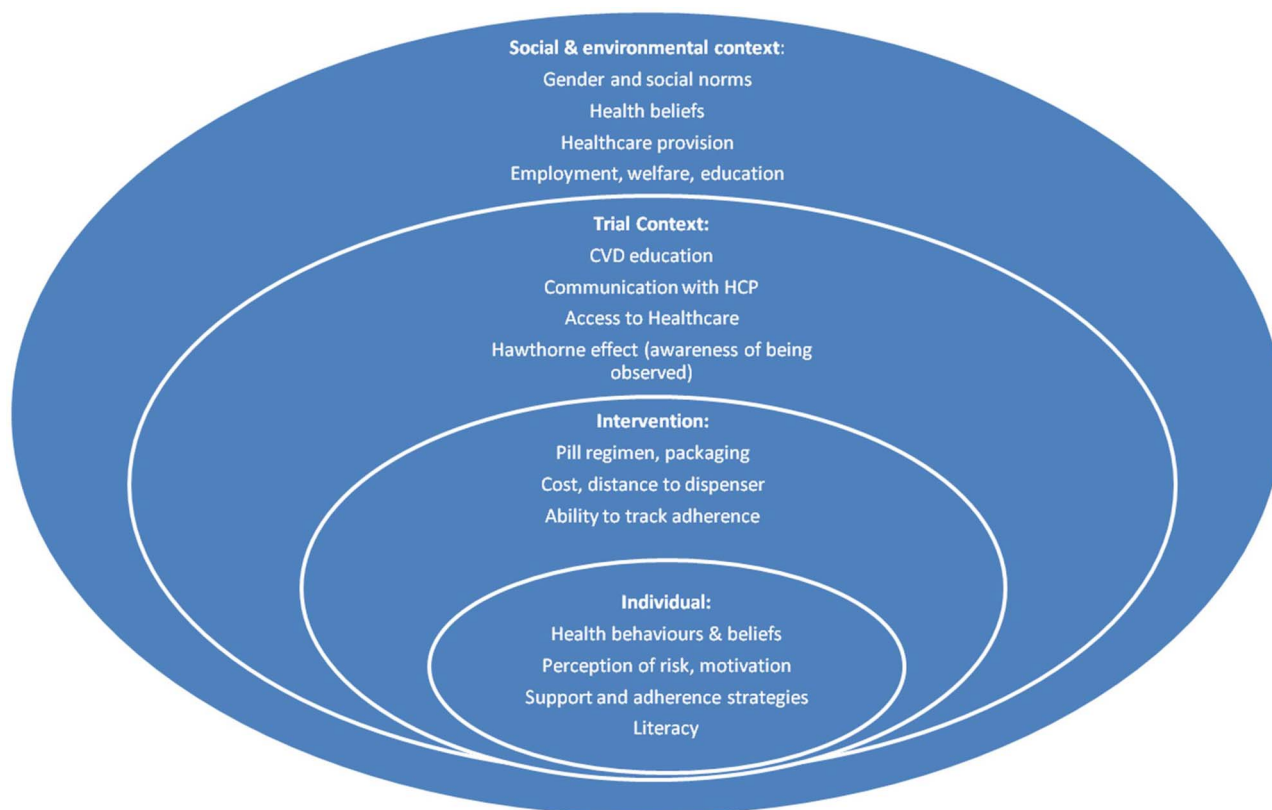 Social & environmental context:
Gender and social norms
Health beliefs
Healthcare provision
Employment, welfare, education
Trial Context:
CVD education
Communication with HCP
Access to Healthcare
Hawthorne effect (awareness of being
observed)
Intervention:
Pill regimen, packaging
Cost, distance to dispenser
Ability to track adherence
Individual:
Health behaviours & beliefs
Perception of risk, motivation
Support and adherence strategies
Literacy